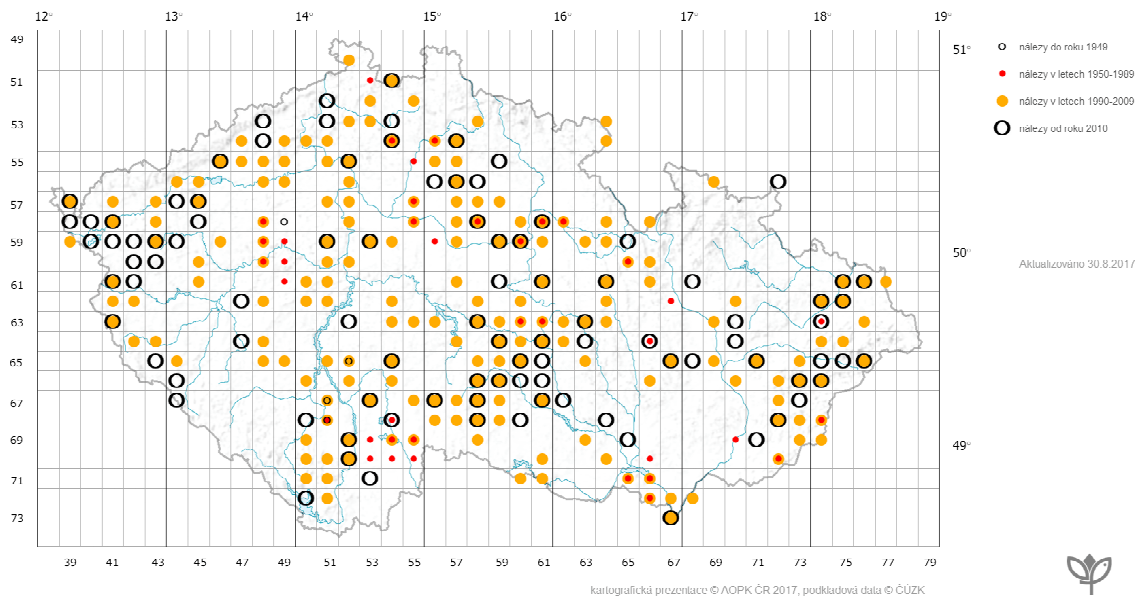 12° 13° 14° 15° 16° 17° 18° 19°
49
51°
nálezy do roku 1949
51
nálezy v letech 1950-1989
nálezy v letech 1990-2009
53
nálezy od roku 2010
55
57
59
50°
Aktualizováno 30.8.2017
61
63
65
67
69
49°
71
73
39 41 43 45 47 49 51 53 55 57 59 61 63 65 67 69 71 73 75 77 79
kartografická prezentace © AOPK ČR 2017, podkladová data © ČÚZK